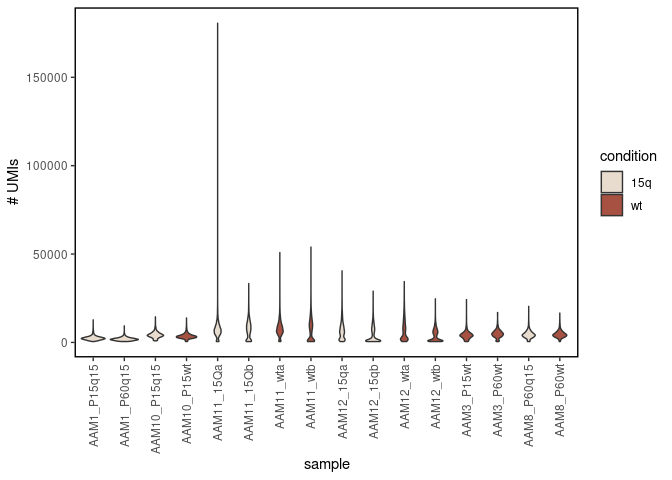 150000
100000
50000
0
# UMIs
AAM1_P15q15
AAM1_P60q15
AAM10_P15q15
AAM10_P15wt
AAM11_15Qa
AAM11_15Qb
AAM11_wta
AAM11_wtb
AAM12_15qa
AAM12_15qb
AAM12_wta
AAM12_wtb
AAM3_P15wt
AAM3_P60wt
AAM8_P60q15
AAM8_P60wt
sample
condition
15q
wt